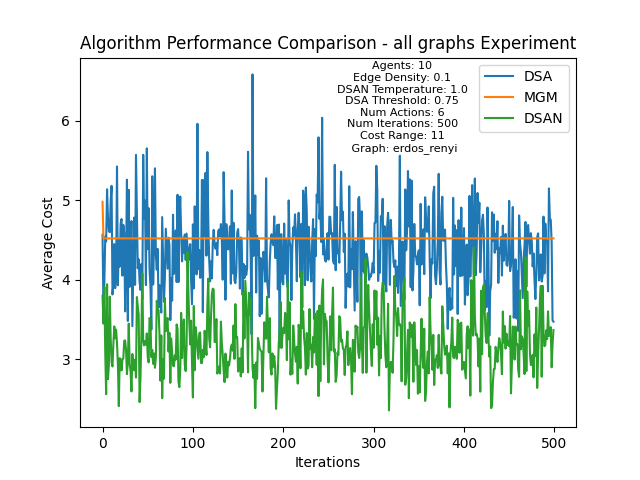 Algorithm Performance Comparison - all graphs Experiment
Agents: 10
Edge Density: 0.1
DSAN Temperature: 1.0
DSA Threshold: 0.75
Num Actions: 6
Num Iterations: 500
Cost Range: 11
Graph: erdos_renyi
DSA
MGM
DSAN
Average Cost
6
5
4
3
0
100
200
300
400
500
Iterations